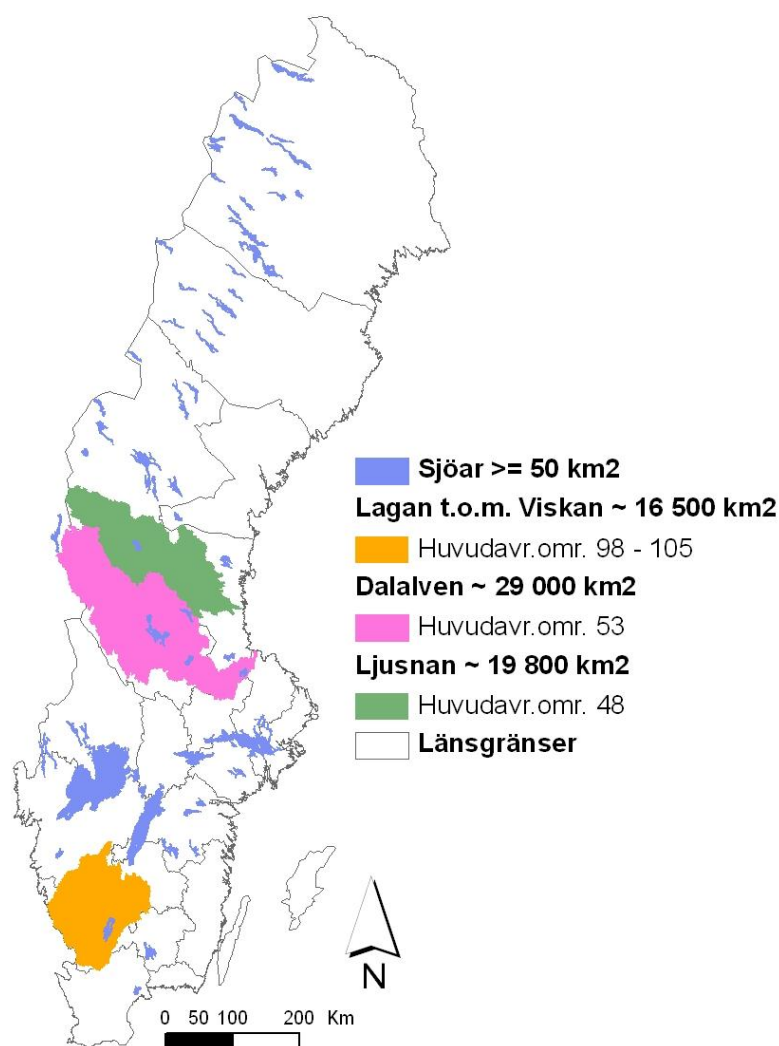 Sjöar >= 50 km2
Lagan t.o.m. Viskan ~ 16 500 km2
Huvudavr.omr. 98 - 105
Dalalven ~ 29 000 km2
Huvudavr.omr. 53
Ljusnan ~ 19 800 km2
Huvudavr.omr. 48
Länsgränser
N
0 50 100 200 Km